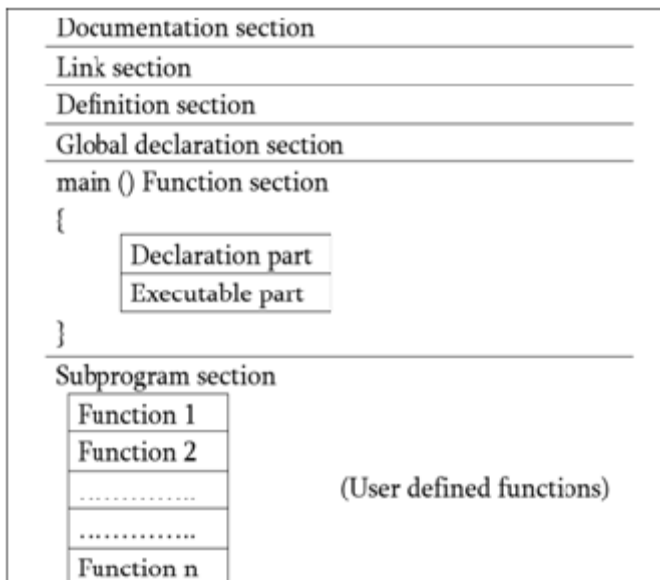 Documentation section
Link section
Definition section
Global declaration section
main () Function section
{
Declaration part
Executable part
}
Subprogram section
Function 1
Function 2
..............
(User defined functions)
..............
Function n